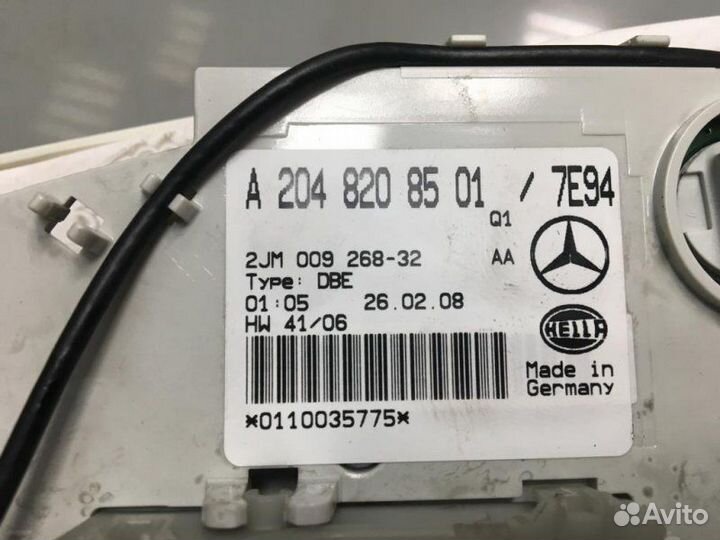 A 204 820 85 01 / 7E94
Q1
2JM 009 268-32 AA
Type: DBE
01:05 26.02.08
HW 41/06
HELLA
Made in
Germany
*0110035775*
Avito